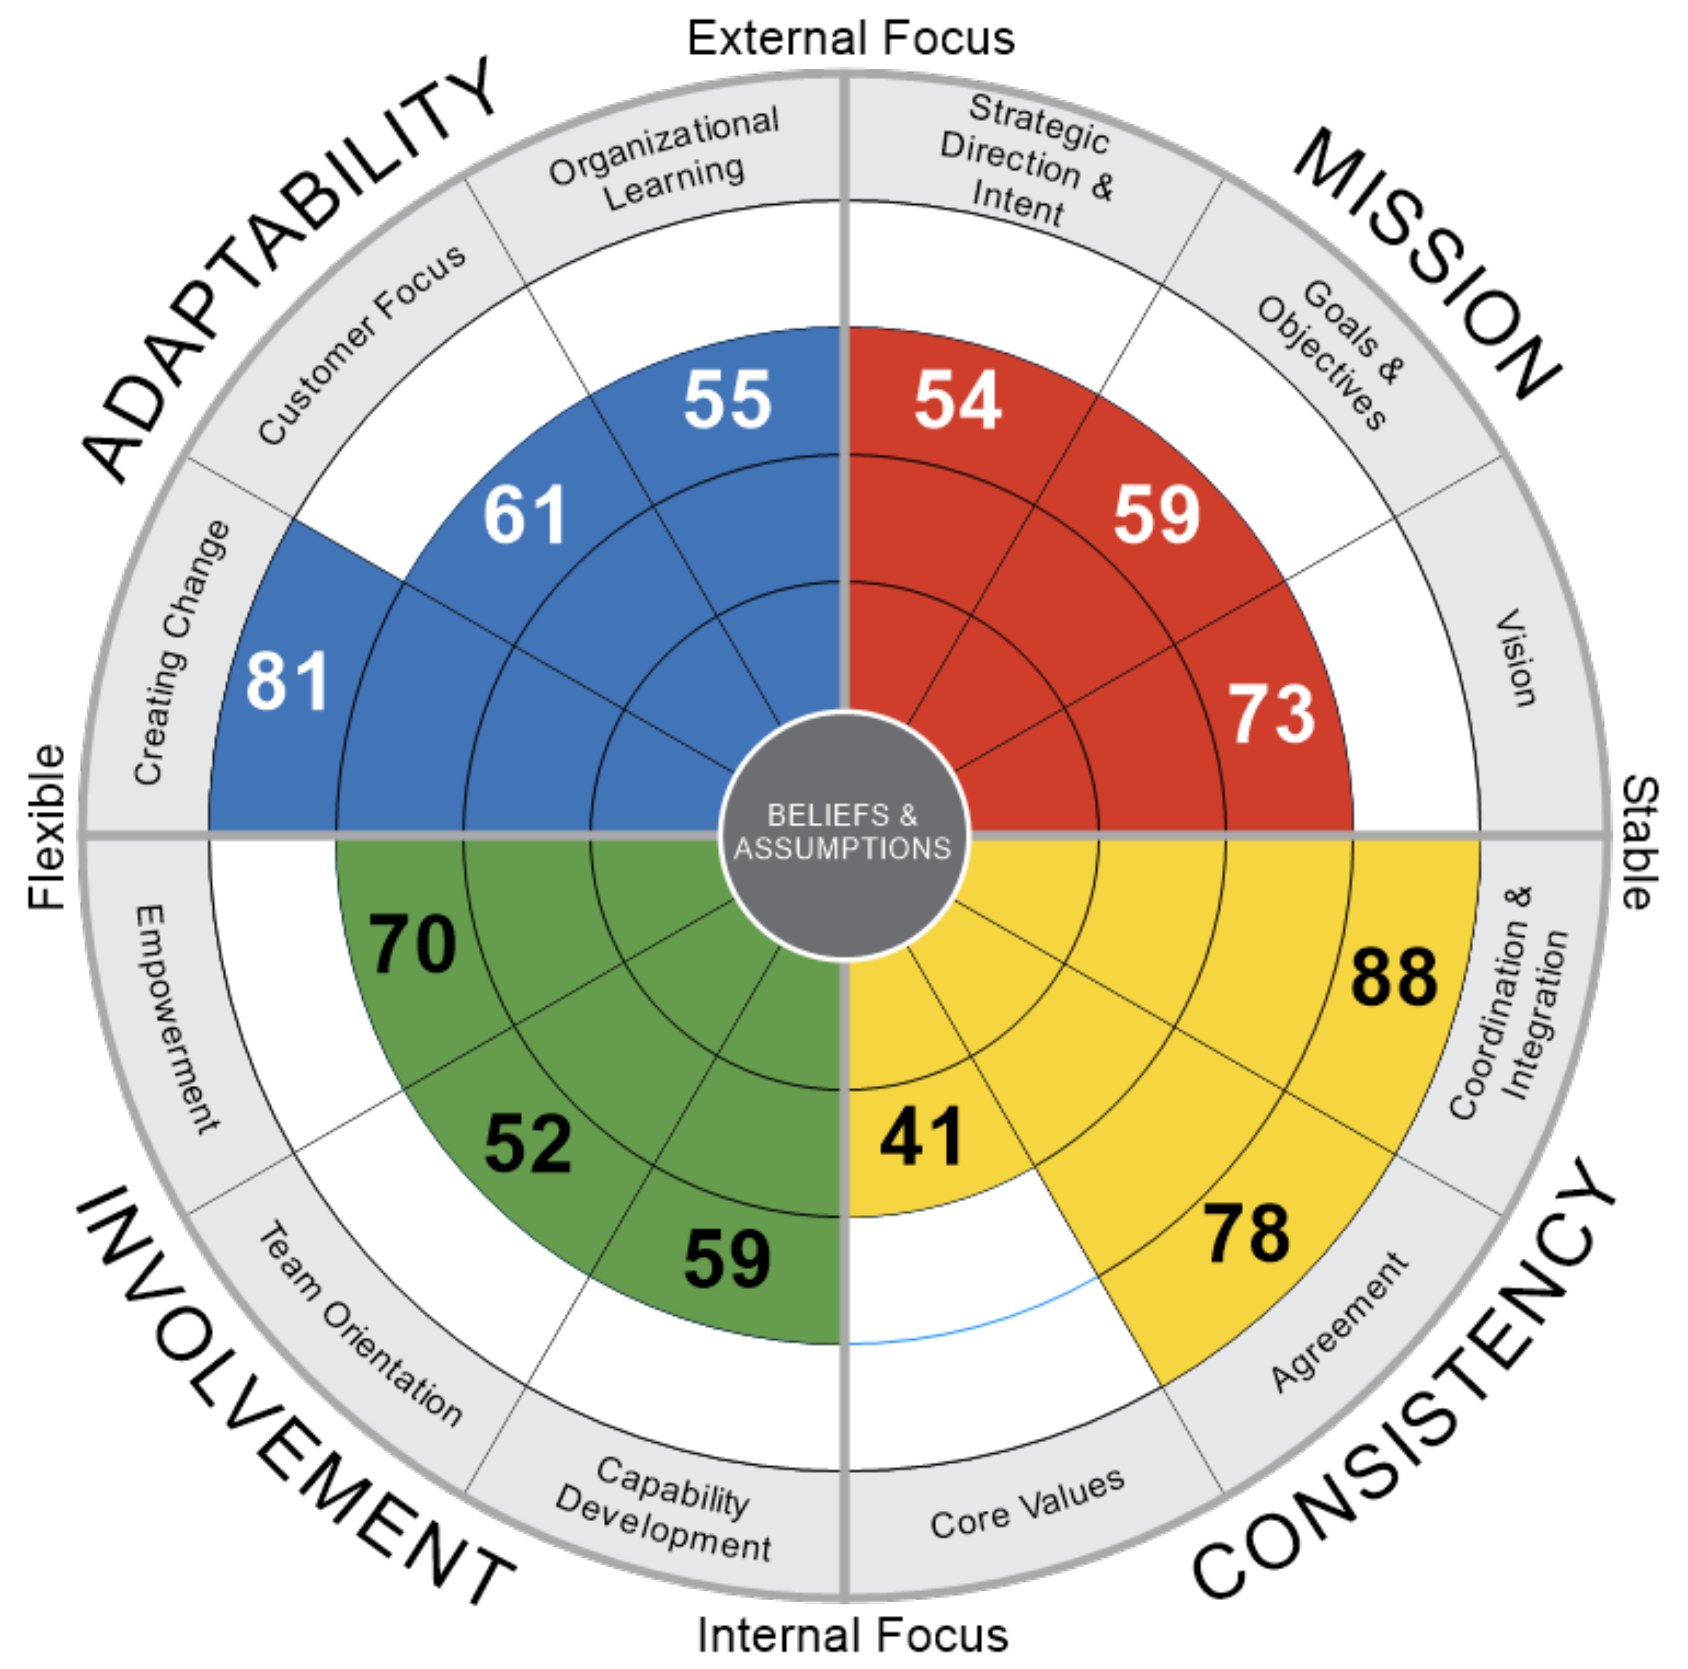 External Focus
ADAPTABILITY
MISSION
Organizational
Learning
Strategic
Direction &
Intent
Customer Focus
Goals &
Objectives
Creating Change
Vision
55
54
61
59
81
73
Flexible
BELIEFS &
ASSUMPTIONS
Stable
70
88
52
41
59
78
Empowerment
Coordination &
Integration
Team Orientation
Agreement
Capability
Development
Core Values
INVOLVEMENT
CONSISTENCY
Internal Focus